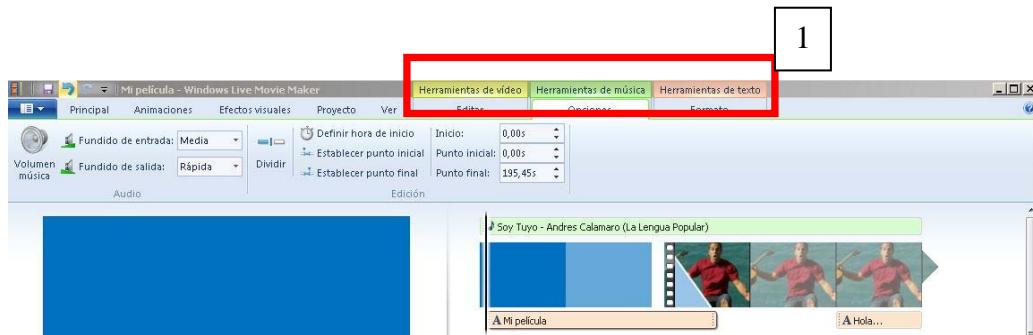 1
Mi película - Windows Live Movie Maker Herramientas de vídeo Herramientas de música Herramientas de texto
Principal Animaciones Efectos visuales Proyecto Ver Editar Opciones Formato
Volumen música
Fundido de entrada: Media
Fundido de salida: Rápida
Audio
Dividir
Definir hora de inicio Inicio: 0,00s
Establecer punto inicial Punto inicial: 0,00s
Establecer punto final Punto final: 195,45s
Edición
Soy Tuyo - Andres Calamaro (La Lengua Popular)
A Mi película A Hola...